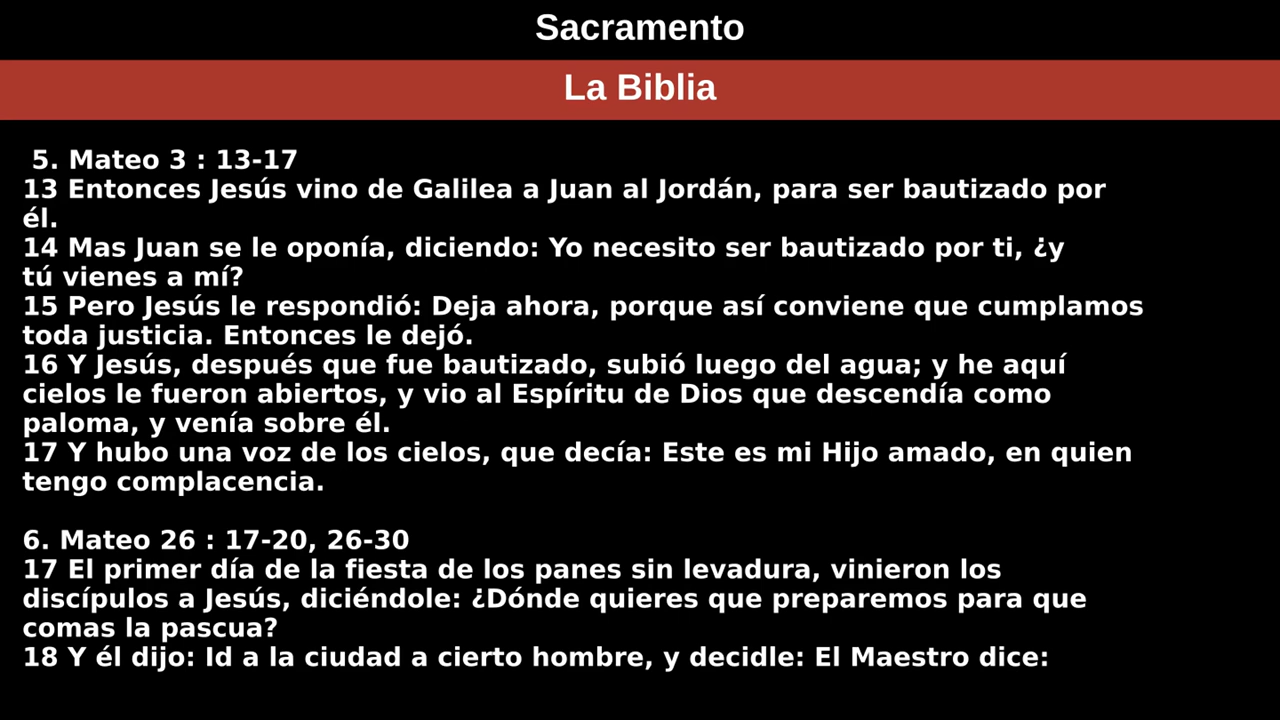 Sacramento
La Biblia
5. Mateo 3 : 13-17
13 Entonces Jesús vino de Galilea a Juan al Jordán, para ser bautizado por
él.
14 Mas Juan se le oponía, diciendo: Yo necesito ser bautizado por ti, ¿y
tú vienes a mí?
15 Pero Jesús le respondió: Deja ahora, porque así conviene que cumplamos
toda justicia. Entonces le dejó.
16 Y Jesús, después que fue bautizado, subió luego del agua; y he aquí
cielos le fueron abiertos, y vio al Espíritu de Dios que descendía como
paloma, y venía sobre él.
17 Y hubo una voz de los cielos, que decía: Este es mi Hijo amado, en quien
tengo complacencia.
6. Mateo 26 : 17-20, 26-30
17 El primer día de la fiesta de los panes sin levadura, vinieron los
discípulos a Jesús, diciéndole: ¿Dónde quieres que preparemos para que
comas la pascua?
18 Y él dijo: Id a la ciudad a cierto hombre, y decidle: El Maestro dice: